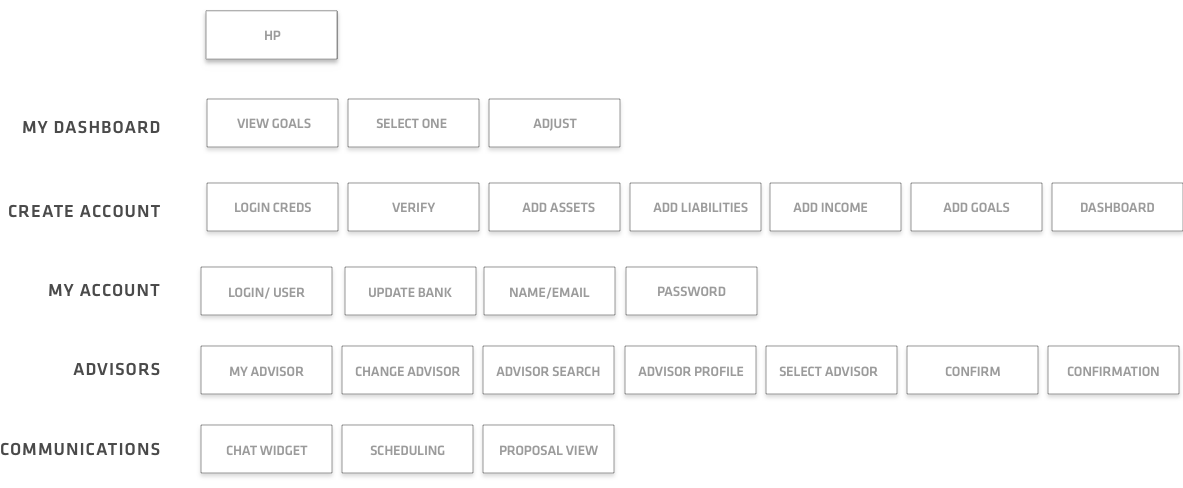 HP
MY DASHBOARD VIEW GOALS SELECT ONE ADJUST
CREATE ACCOUNT LOGIN CREDS VERIFY ADD ASSETS ADD LIABILITIES ADD INCOME ADD GOALS DASHBOARD
MY ACCOUNT LOGIN/ USER UPDATE BANK NAME/EMAIL PASSWORD
ADVISORS MY ADVISOR CHANGE ADVISOR ADVISOR SEARCH ADVISOR PROFILE SELECT ADVISOR CONFIRM CONFIRMATION
COMMUNICATIONS CHAT WIDGET SCHEDULING PROPOSAL VIEW